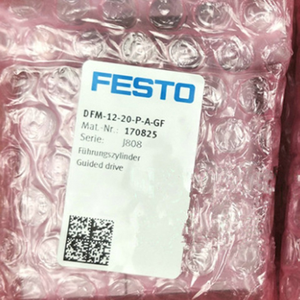 FESTO
DFM-12-20-P-A-GF
Mat.-Nr.: 170825
Serie: J808
Führungszylinder
Guided drive